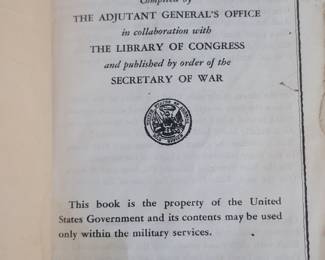 Compiled by
THE ADJUTANT GENERAL'S OFFICE
in collaboration with
THE LIBRARY OF CONGRESS
and published by order of the
SECRETARY OF WAR
This book is the property of the United
States Government and its contents may be used
only within the military services.